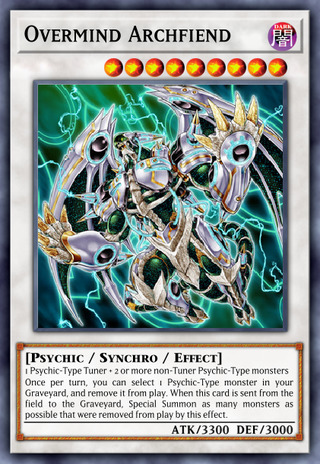 Overmind Archfiend
DARK
闇
[Psychic / Synchro / Effect]
1 Psychic-Type Tuner + 2 or more non-Tuner Psychic-Type monsters
Once per turn, you can select 1 Psychic-Type monster in your
Graveyard, and remove it from play. When this card is sent from the
field to the Graveyard, Special Summon as many monsters as
possible that were removed from play by this effect.
ATK/3300 DEF/3000